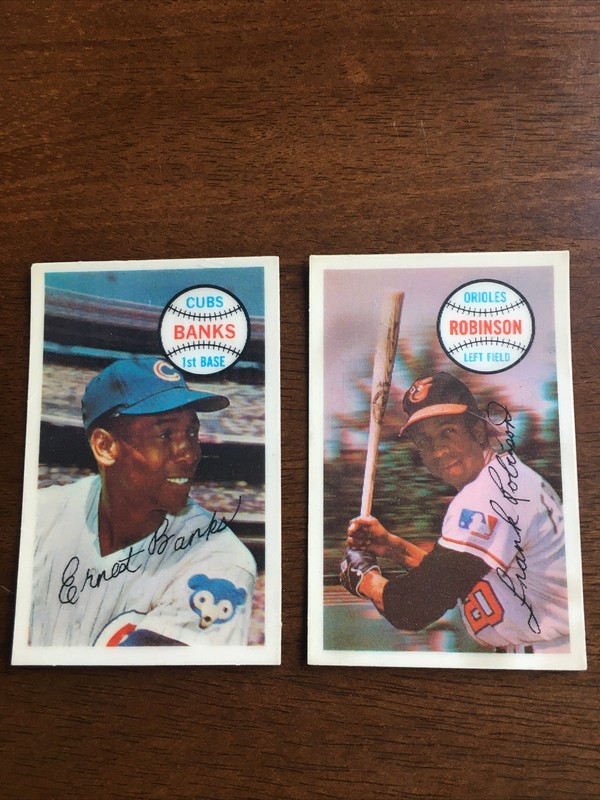 CUBS
BANKS
1st BASE
Ernest Banks
ORIOLES
ROBINSON
LEFT FIELD
Frank Robinson